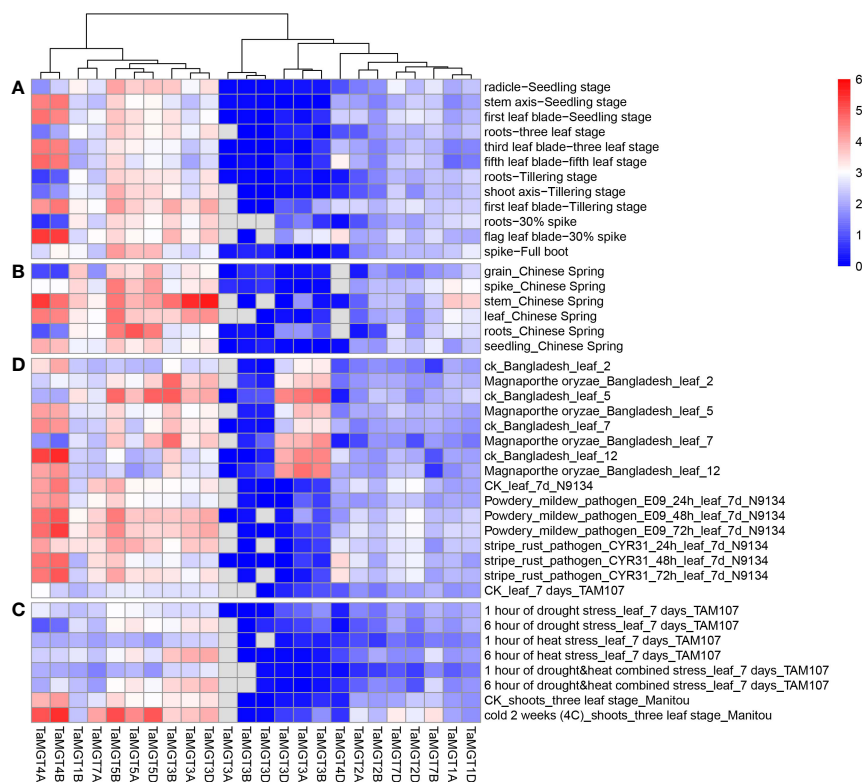 A
radicle−Seedling stage
stem axis−Seedling stage
first leaf blade−Seedling stage
roots−three leaf stage
third leaf blade−three leaf stage
fifth leaf blade−fifth leaf stage
roots−Tillering stage
shoot axis−Tillering stage
first leaf blade−Tillering stage
roots−30% spike
flag leaf blade−30% spike
spike−Full boot
B
grain_Chinese Spring
spike_Chinese Spring
stem_Chinese Spring
leaf_Chinese Spring
roots_Chinese Spring
seedling_Chinese Spring
D
ck_Bangladesh_leaf_2
Magnaporthe oryzae_Bangladesh_leaf_2
ck_Bangladesh_leaf_5
Magnaporthe oryzae_Bangladesh_leaf_5
ck_Bangladesh_leaf_7
Magnaporthe oryzae_Bangladesh_leaf_7
ck_Bangladesh_leaf_12
Magnaporthe oryzae_Bangladesh_leaf_12
CK_leaf_7d_N9134
Powdery_mildew_pathogen_E09_24h_leaf_7d_N9134
Powdery_mildew_pathogen_E09_48h_leaf_7d_N9134
Powdery_mildew_pathogen_E09_72h_leaf_7d_N9134
stripe_rust_pathogen_CYR31_24h_leaf_7d_N9134
stripe_rust_pathogen_CYR31_48h_leaf_7d_N9134
stripe_rust_pathogen_CYR31_72h_leaf_7d_N9134
CK_leaf_7 days_TAM107
C
1 hour of drought stress_leaf_7 days_TAM107
6 hour of drought stress_leaf_7 days_TAM107
1 hour of heat stress_leaf_7 days_TAM107
6 hour of heat stress_leaf_7 days_TAM107
1 hour of drought&heat combined stress_leaf_7 days_TAM107
6 hour of drought&heat combined stress_leaf_7 days_TAM107
CK_shoots_three leaf stage_Manitou
cold 2 weeks (4C)_shoots_three leaf stage_Manitou
TaMGT4A
TaMGT4B
TaMGT1B
TaMGT7A
TaMGT5B
TaMGT5A
TaMGT5D
TaMGT3B
TaMGT3A
TaMGT3D
TaMGT3A
TaMGT3B
TaMGT3D
TaMGT3D
TaMGT3A
TaMGT3B
TaMGT4D
TaMGT2A
TaMGT2B
TaMGT7D
TaMGT2D
TaMGT7B
TaMGT1A
TaMGT1D
6
5
4
3
2
1
0